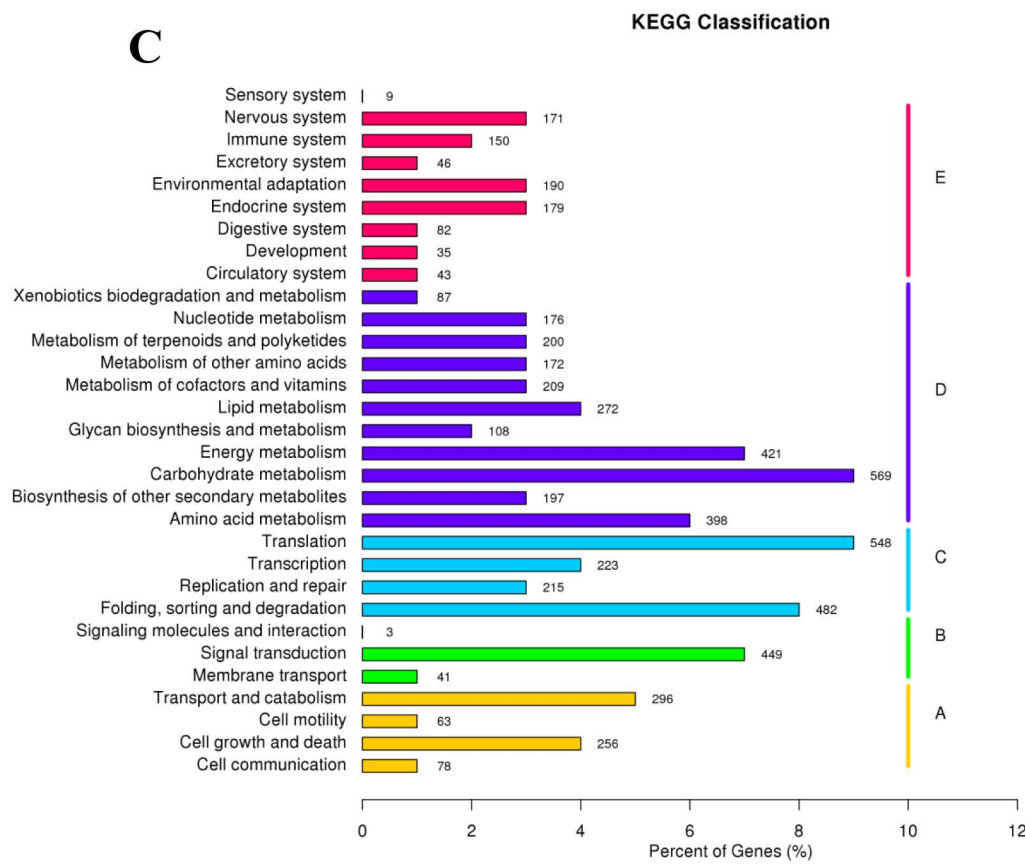 KEGG Classification
C
Sensory system 9
Nervous system 171
Immune system 150
Excretory system 46
Environmental adaptation 190
E
Endocrine system 179
Digestive system 82
Development 35
Circulatory system 43
Xenobiotics biodegradation and metabolism 87
Nucleotide metabolism 176
Metabolism of terpenoids and polyketides 200
Metabolism of other amino acids 172
Metabolism of cofactors and vitamins 209
D
Lipid metabolism 272
Glycan biosynthesis and metabolism 108
Energy metabolism 421
Carbohydrate metabolism 569
Biosynthesis of other secondary metabolites 197
Amino acid metabolism 398
Translation 548
C
Transcription 223
Replication and repair 215
Folding, sorting and degradation 482
Signaling molecules and interaction 3
B
Signal transduction 449
Membrane transport 41
Transport and catabolism 296
A
Cell motility 63
Cell growth and death 256
Cell communication 78
0 2 4 6 8 10 12
Percent of Genes (%)